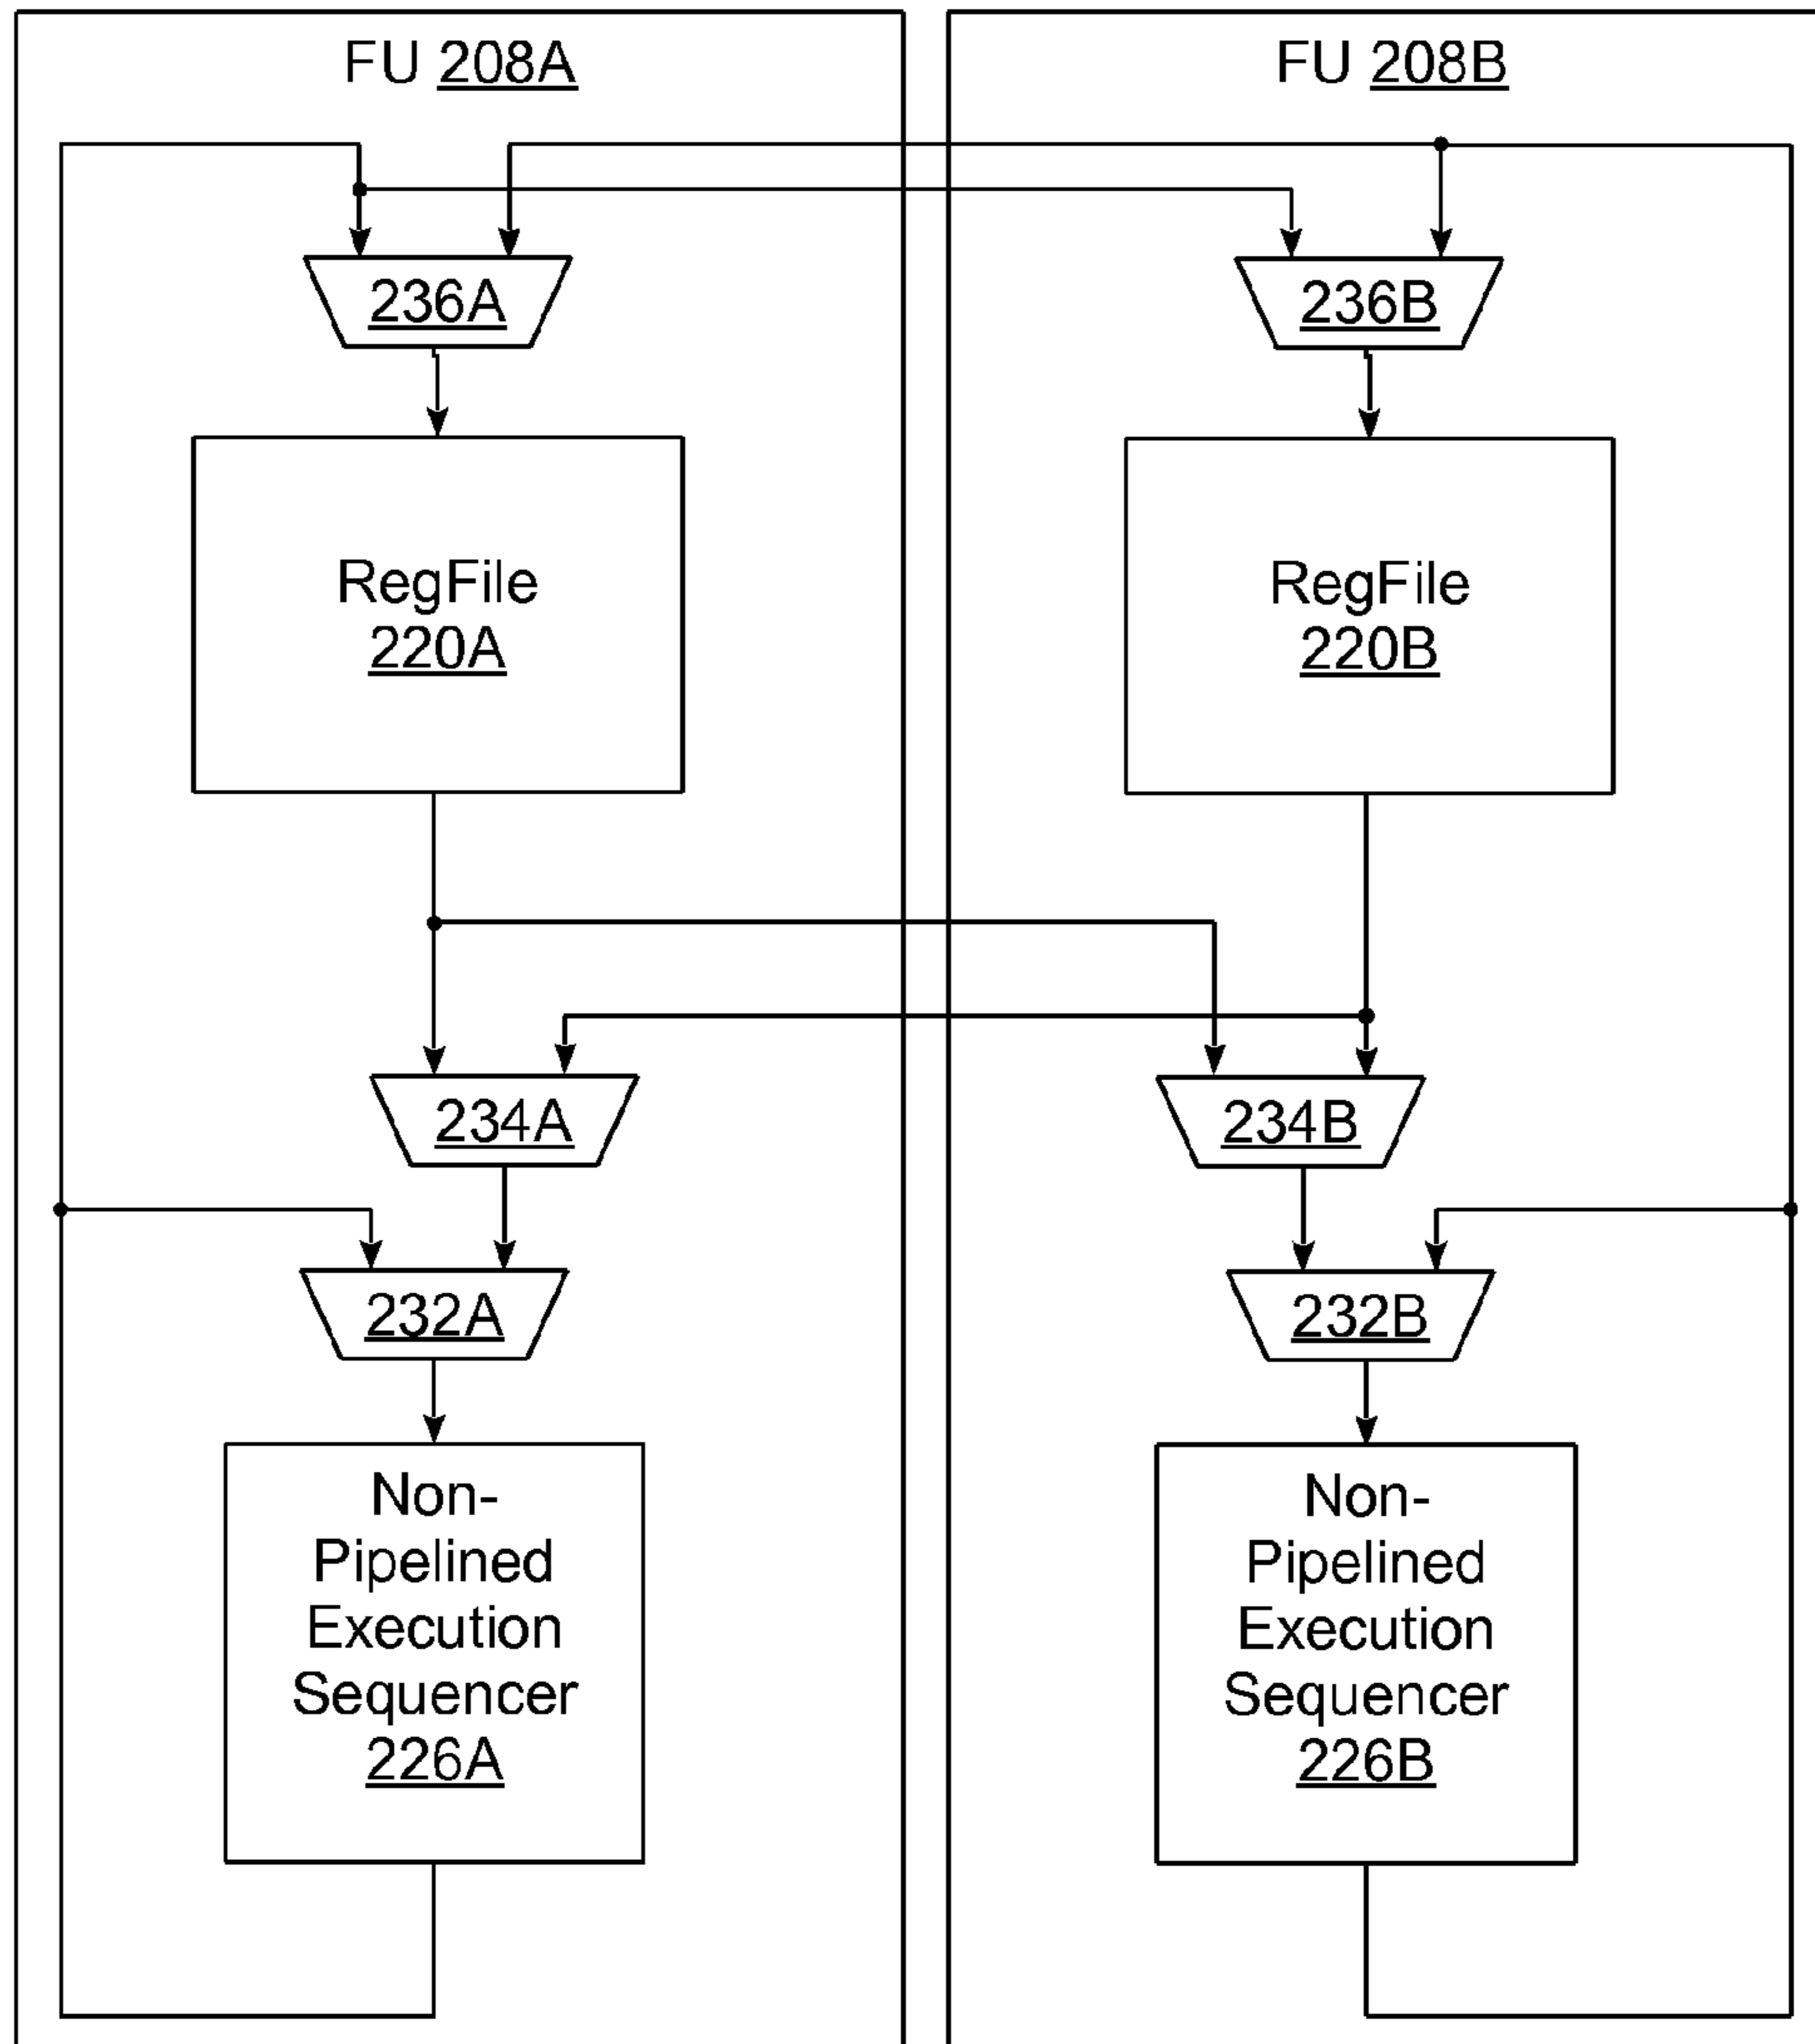 FU 208A
FU 208B
236A
236B
RegFile
220A
RegFile
220B
234A
234B
232A
232B
Non-
Pipelined
Execution
Sequencer
226A
Non-
Pipelined
Execution
Sequencer
226B